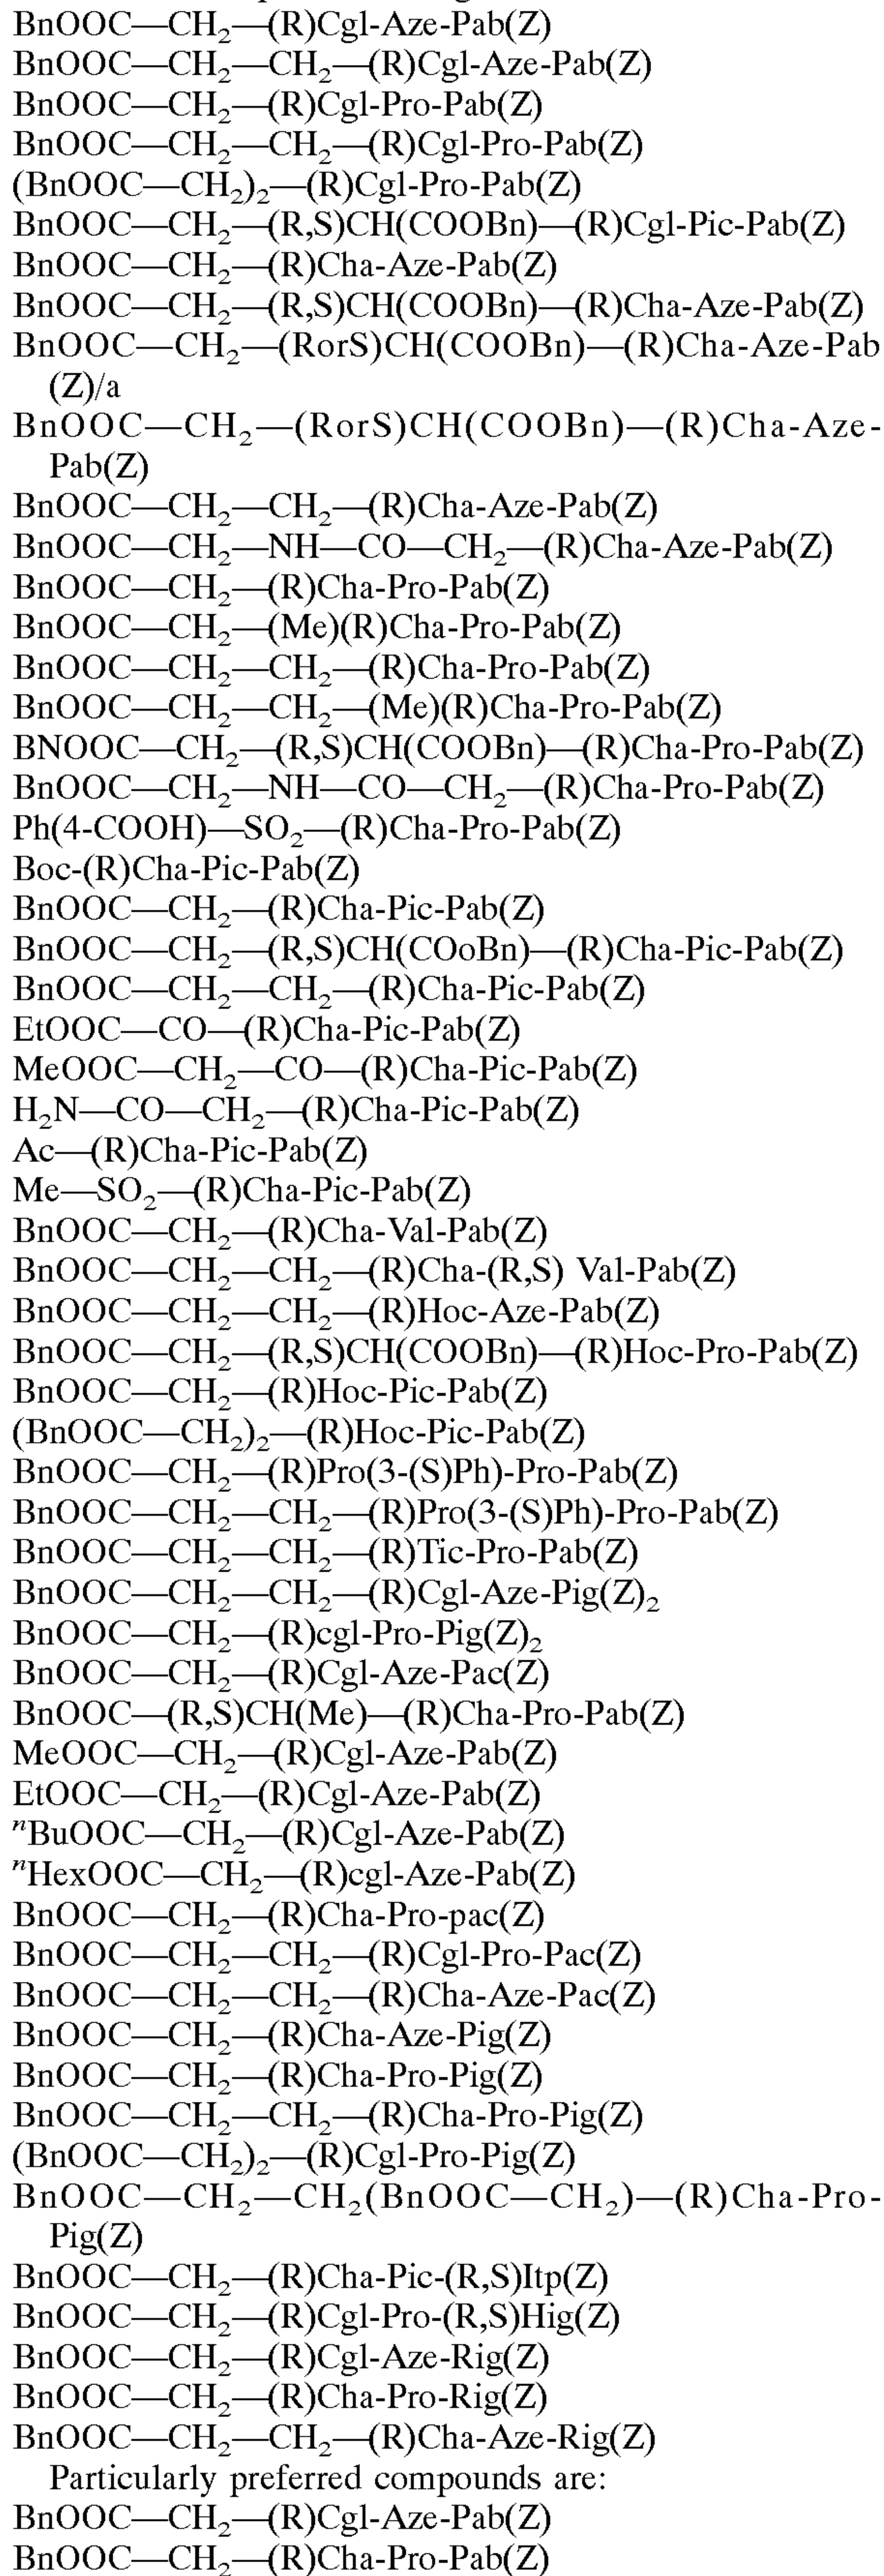 BnOOC—CH₂—(R)Cgl-Aze-Pab(Z)
BnOOC—CH₂—CH₂—(R)Cgl-Aze-Pab(Z)
BnOOC—CH₂—(R)Cgl-Pro-Pab(Z)
BnOOC—CH₂—CH₂—(R)Cgl-Pro-Pab(Z)
(BnOOC—CH₂)₂—(R)Cgl-Pro-Pab(Z)
BnOOC—CH₂—(R,S)CH(COOBn)—(R)Cgl-Pic-Pab(Z)
BnOOC—CH₂—(R)Cha-Aze-Pab(Z)
BnOOC—CH₂—(R,S)CH(COOBn)—(R)Cha-Aze-Pab(Z)
BnOOC—CH₂—(RorS)CH(COOBn)—(R)Cha-Aze-Pab
(Z)/a
BnOOC—CH₂—(RorS)CH(COOBn)—(R)Cha-Aze-
Pab(Z)
BnOOC—CH₂—CH₂—(R)Cha-Aze-Pab(Z)
BnOOC—CH₂—NH—CO—CH₂—(R)Cha-Aze-Pab(Z)
BnOOC—CH₂—(R)Cha-Pro-Pab(Z)
BnOOC—CH₂—(Me)(R)Cha-Pro-Pab(Z)
BnOOC—CH₂—CH₂—(R)Cha-Pro-Pab(Z)
BnOOC—CH₂—CH₂—(Me)(R)Cha-Pro-Pab(Z)
BNOOC—CH₂—(R,S)CH(COOBn)—(R)Cha-Pro-Pab(Z)
BnOOC—CH₂—NH—CO—CH₂—(R)Cha-Pro-Pab(Z)
Ph(4-COOH)—SO₂—(R)Cha-Pro-Pab(Z)
Boc-(R)Cha-Pic-Pab(Z)
BnOOC—CH₂—(R)Cha-Pic-Pab(Z)
BnOOC—CH₂—(R,S)CH(COoBn)—(R)Cha-Pic-Pab(Z)
BnOOC—CH₂—CH₂—(R)Cha-Pic-Pab(Z)
EtOOC—CO—(R)Cha-Pic-Pab(Z)
MeOOC—CH₂—CO—(R)Cha-Pic-Pab(Z)
H₂N—CO—CH₂—(R)Cha-Pic-Pab(Z)
Ac—(R)Cha-Pic-Pab(Z)
Me—SO₂—(R)Cha-Pic-Pab(Z)
BnOOC—CH₂—(R)Cha-Val-Pab(Z)
BnOOC—CH₂—CH₂—(R)Cha-(R,S) Val-Pab(Z)
BnOOC—CH₂—CH₂—(R)Hoc-Aze-Pab(Z)
BnOOC—CH₂—(R,S)CH(COOBn)—(R)Hoc-Pro-Pab(Z)
BnOOC—CH₂—(R)Hoc-Pic-Pab(Z)
(BnOOC—CH₂)₂—(R)Hoc-Pic-Pab(Z)
BnOOC—CH₂—(R)Pro(3-(S)Ph)-Pro-Pab(Z)
BnOOC—CH₂—CH₂—(R)Pro(3-(S)Ph)-Pro-Pab(Z)
BnOOC—CH₂—CH₂—(R)Tic-Pro-Pab(Z)
BnOOC—CH₂—CH₂—(R)Cgl-Aze-Pig(Z)₂
BnOOC—CH₂—(R)cgl-Pro-Pig(Z)₂
BnOOC—CH₂—(R)Cgl-Aze-Pac(Z)
BnOOC—(R,S)CH(Me)—(R)Cha-Pro-Pab(Z)
MeOOC—CH₂—(R)Cgl-Aze-Pab(Z)
EtOOC—CH₂—(R)Cgl-Aze-Pab(Z)
ⁿBuOOC—CH₂—(R)Cgl-Aze-Pab(Z)
ⁿHexOOC—CH₂—(R)cgl-Aze-Pab(Z)
BnOOC—CH₂—(R)Cha-Pro-pac(Z)
BnOOC—CH₂—CH₂—(R)Cgl-Pro-Pac(Z)
BnOOC—CH₂—CH₂—(R)Cha-Aze-Pac(Z)
BnOOC—CH₂—(R)Cha-Aze-Pig(Z)
BnOOC—CH₂—(R)Cha-Pro-Pig(Z)
BnOOC—CH₂—CH₂—(R)Cha-Pro-Pig(Z)
(BnOOC—CH₂)₂—(R)Cgl-Pro-Pig(Z)
BnOOC—CH₂—CH₂(BnOOC—CH₂)—(R)Cha-Pro-
Pig(Z)
BnOOC—CH₂—(R)Cha-Pic-(R,S)Itp(Z)
BnOOC—CH₂—(R)Cgl-Pro-(R,S)Hig(Z)
BnOOC—CH₂—(R)Cgl-Aze-Rig(Z)
BnOOC—CH₂—(R)Cha-Pro-Rig(Z)
BnOOC—CH₂—CH₂—(R)Cha-Aze-Rig(Z)
Particularly preferred compounds are:
BnOOC—CH₂—(R)Cgl-Aze-Pab(Z)
BnOOC—CH₂—(R)Cha-Pro-Pab(Z)